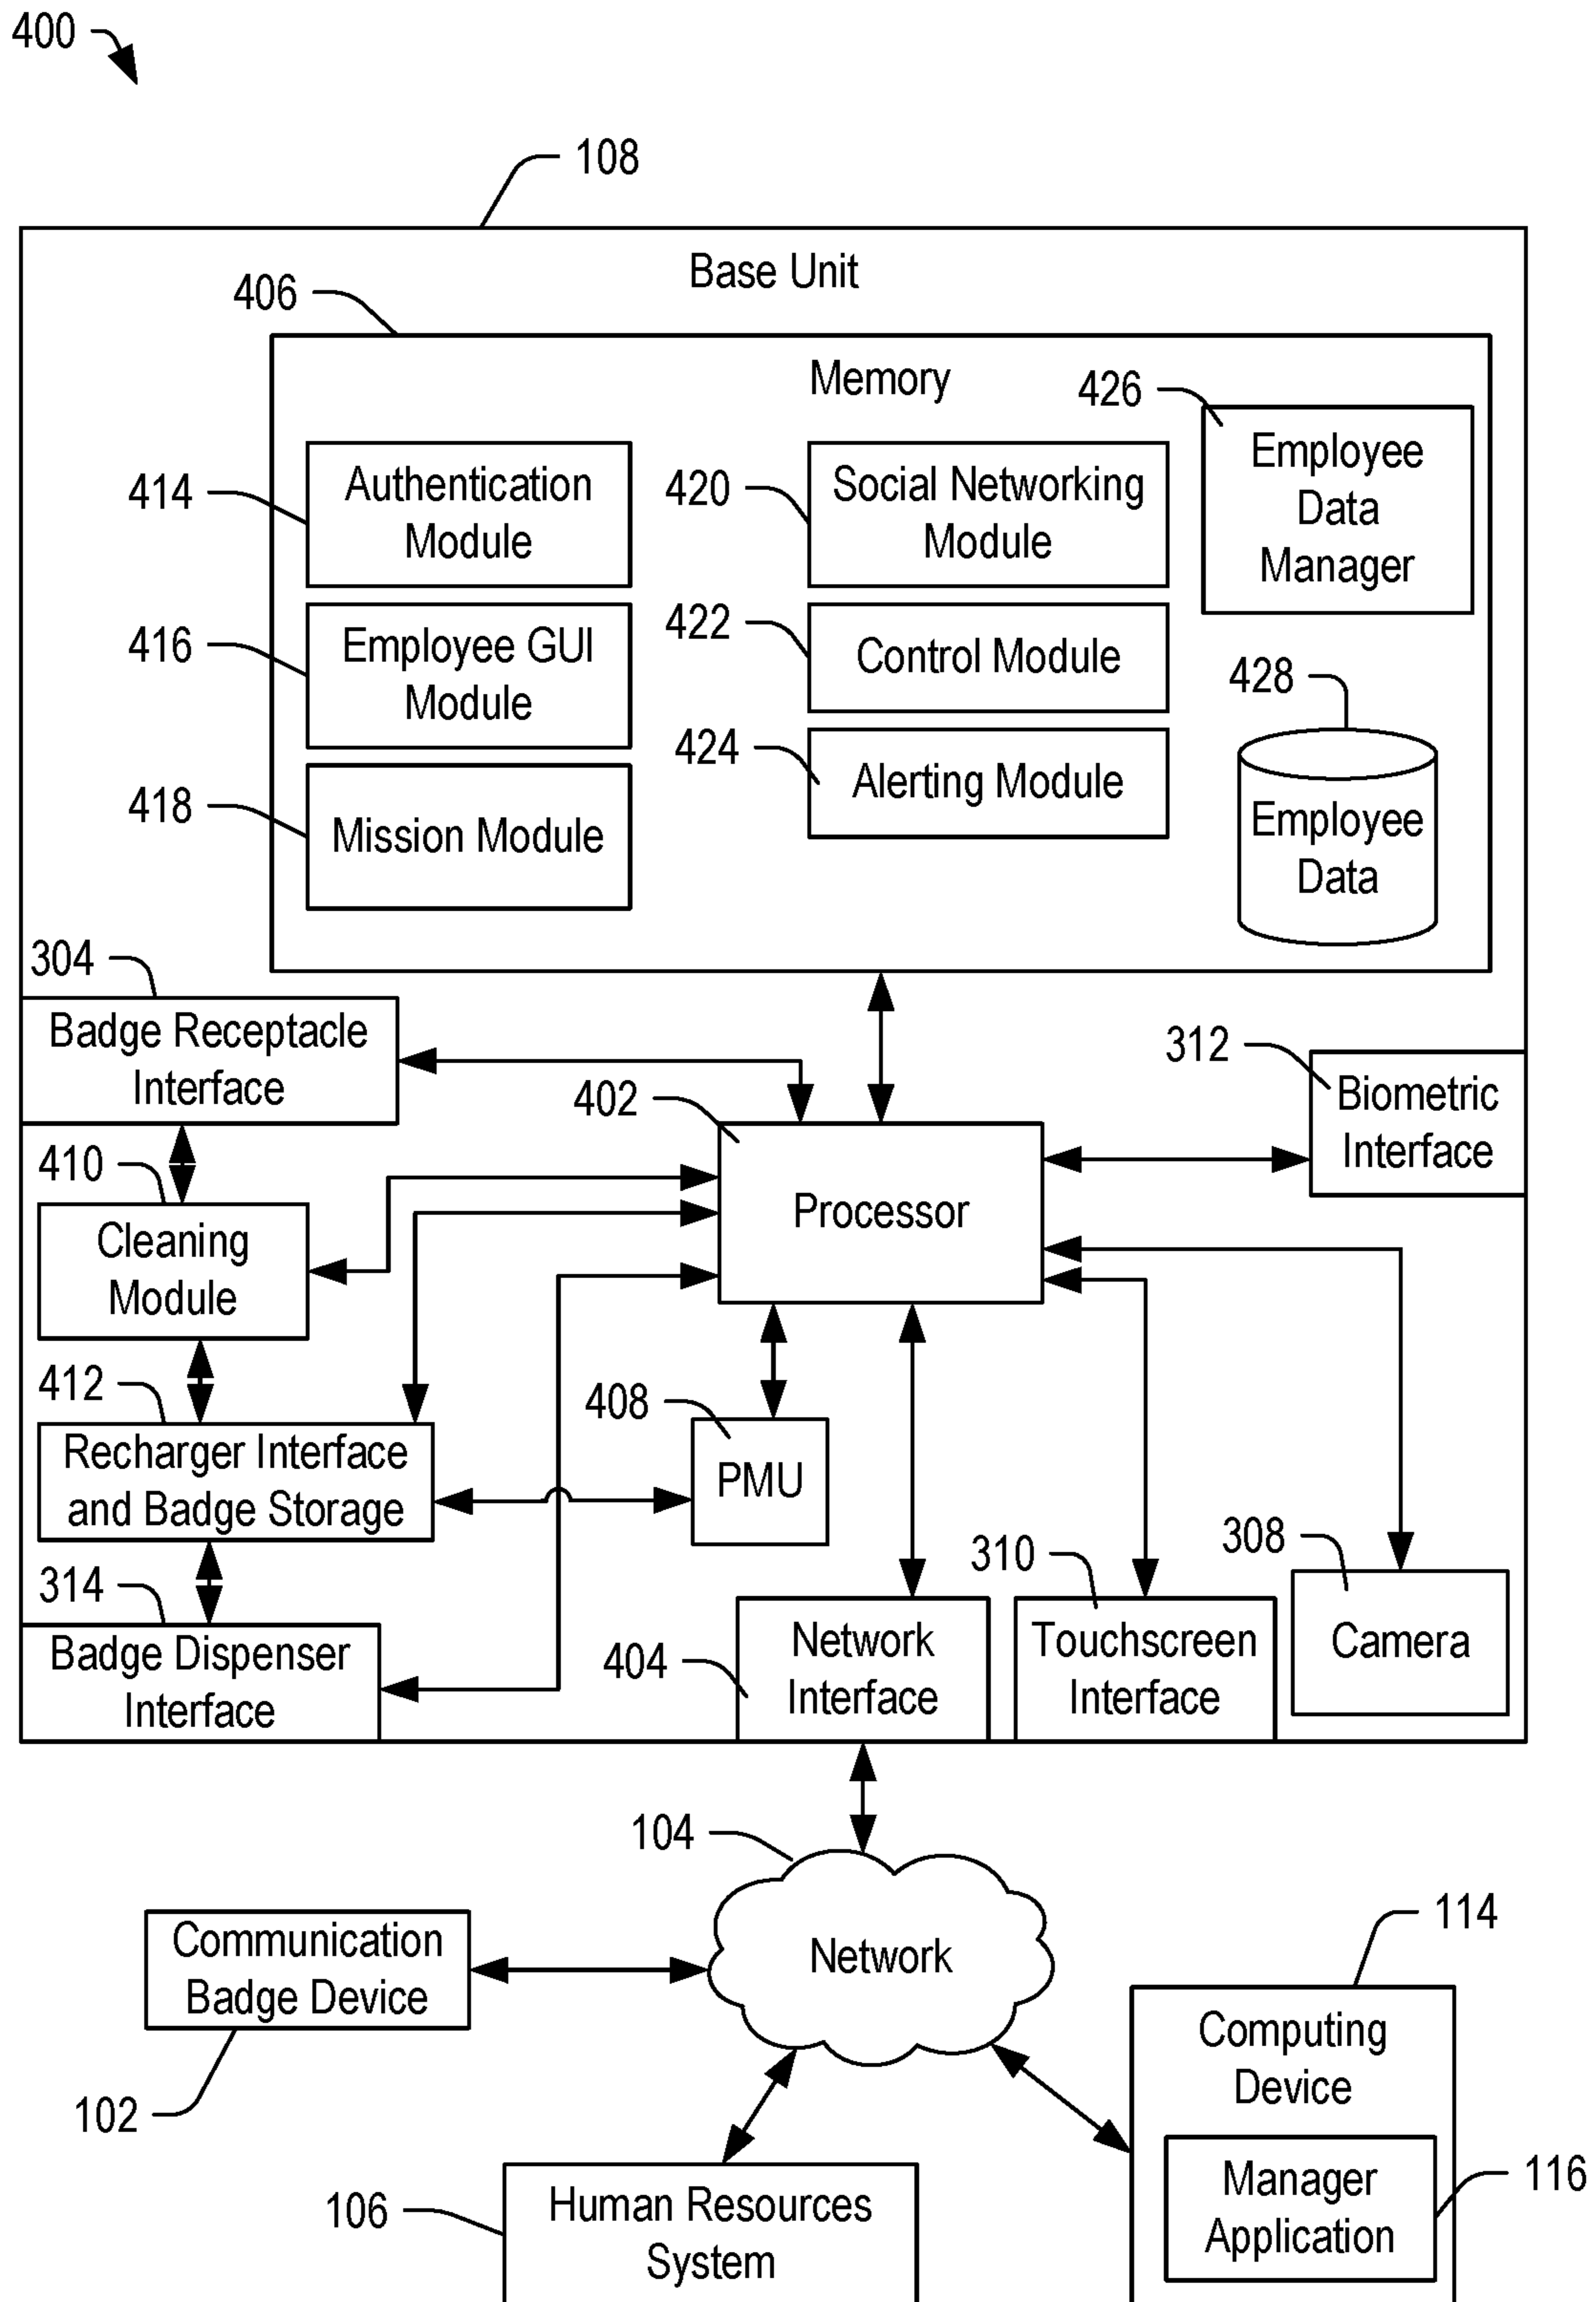 400
108
Base Unit
406
Memory
426
Employee
Data
Manager
414
Authentication
Module
420
Social Networking
Module
416
Employee GUI
Module
422
Control Module
428
424
Alerting Module
418
Mission Module
Employee
Data
304
Badge Receptacle
Interface
312
Biometric
Interface
402
Processor
410
Cleaning
Module
412
Recharger Interface
and Badge Storage
408
PMU
314
Badge Dispenser
Interface
404
Network
Interface
310
Touchscreen
Interface
308
Camera
104
Network
Communication
Badge Device
102
114
Computing
Device
106
Human Resources
System
Manager
Application
116